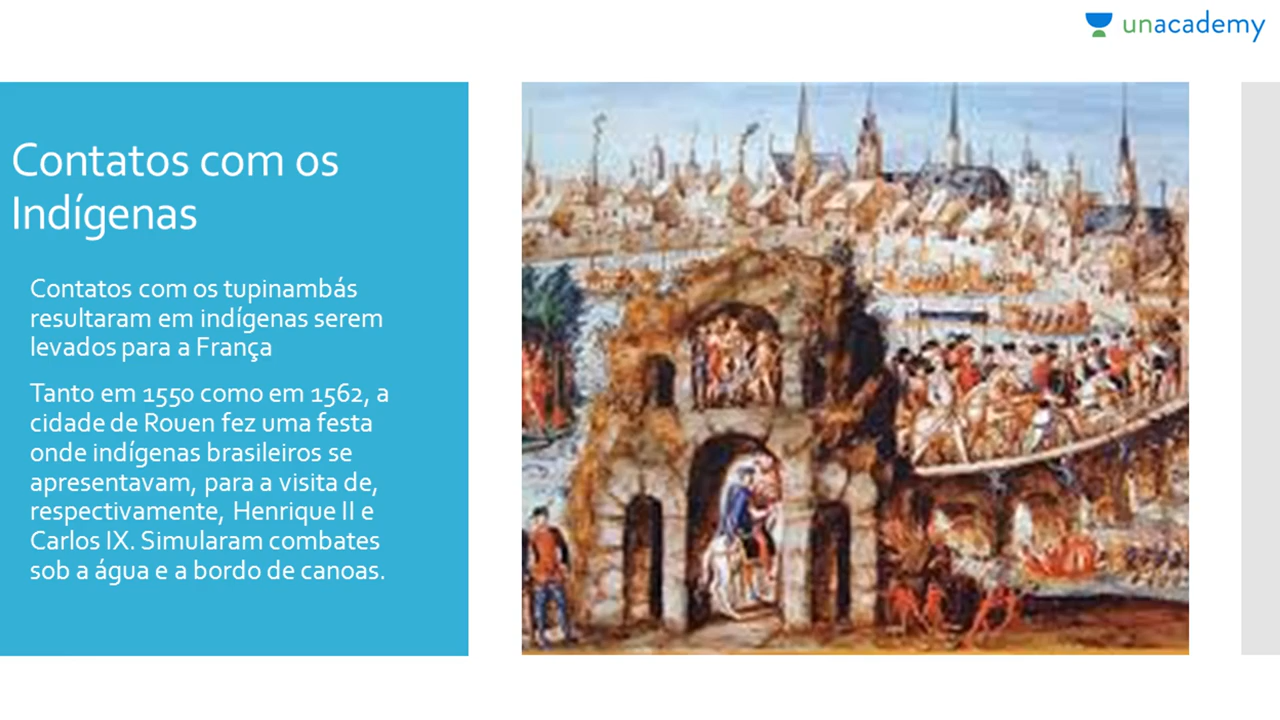 unacademy
Contatos com os
Indígenas
Contatos com os tupinambás
resultaram em indígenas serem
levados para a França
Tanto em 1550 como em 1562, a
cidade de Rouen fez uma festa
onde indígenas brasileiros se
apresentavam, para a visita de,
respectivamente, Henrique II e
Carlos IX. Simularam combates
sob a água e a bordo de canoas.